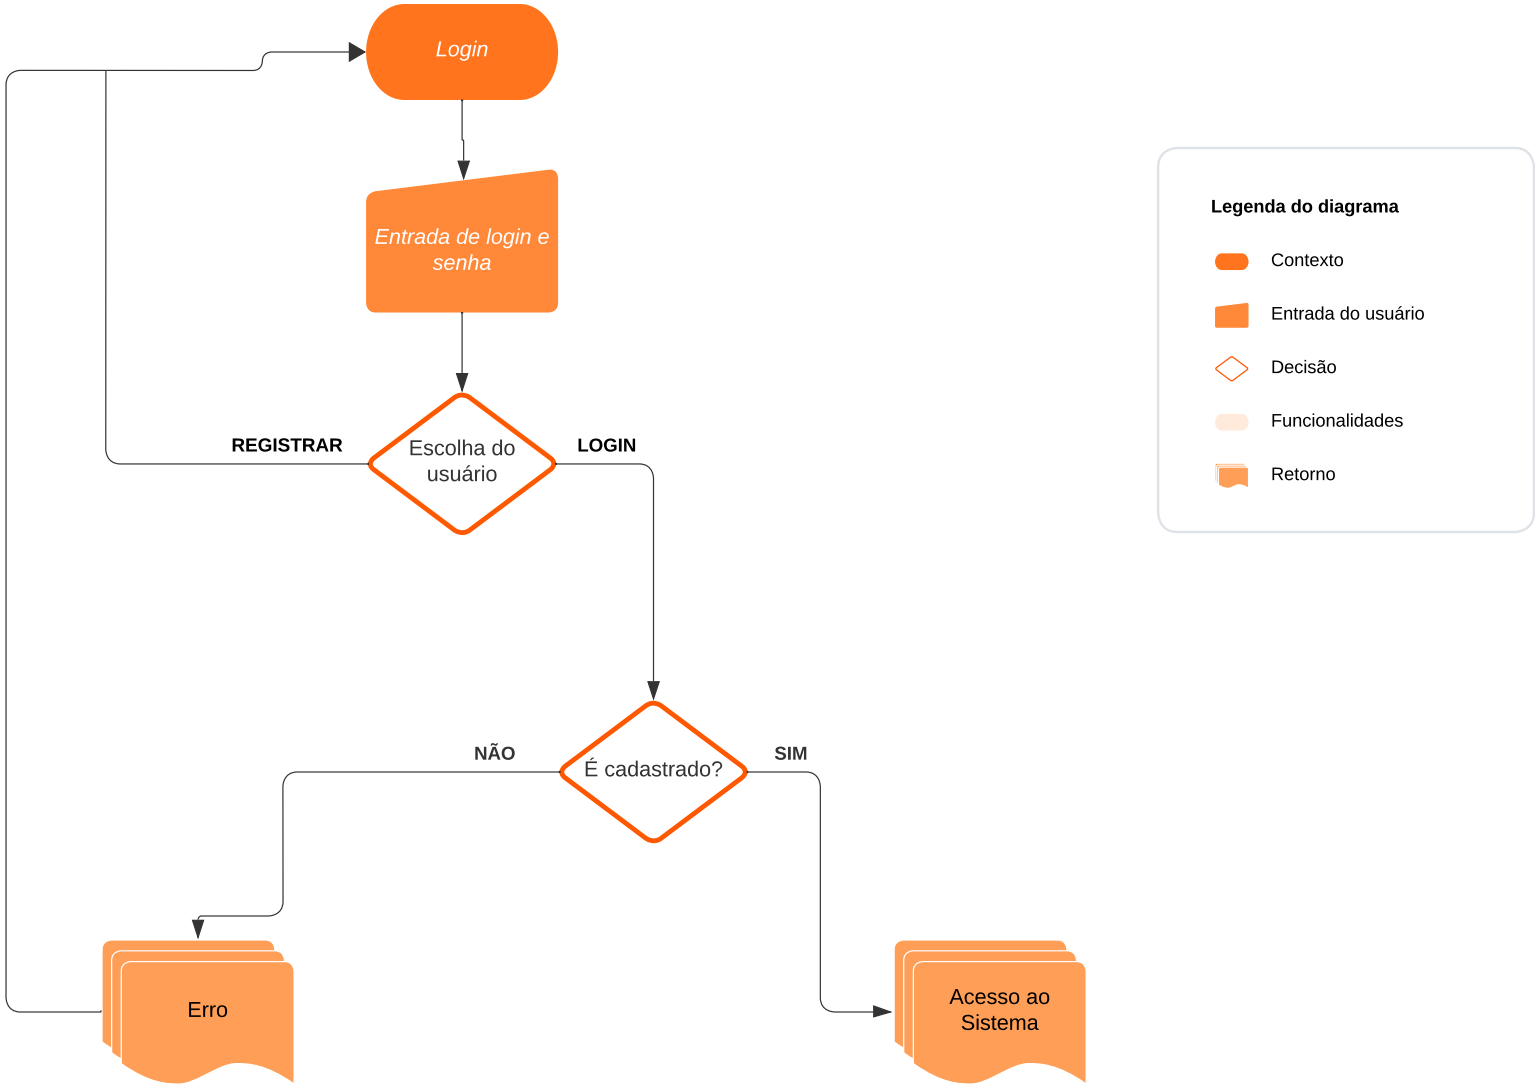 Login
Entrada de login e
senha
REGISTRAR
Escolha do
usuário
LOGIN
NÃO
É cadastrado?
SIM
Erro
Acesso ao
Sistema
Legenda do diagrama
Contexto
Entrada do usuário
Decisão
Funcionalidades
Retorno